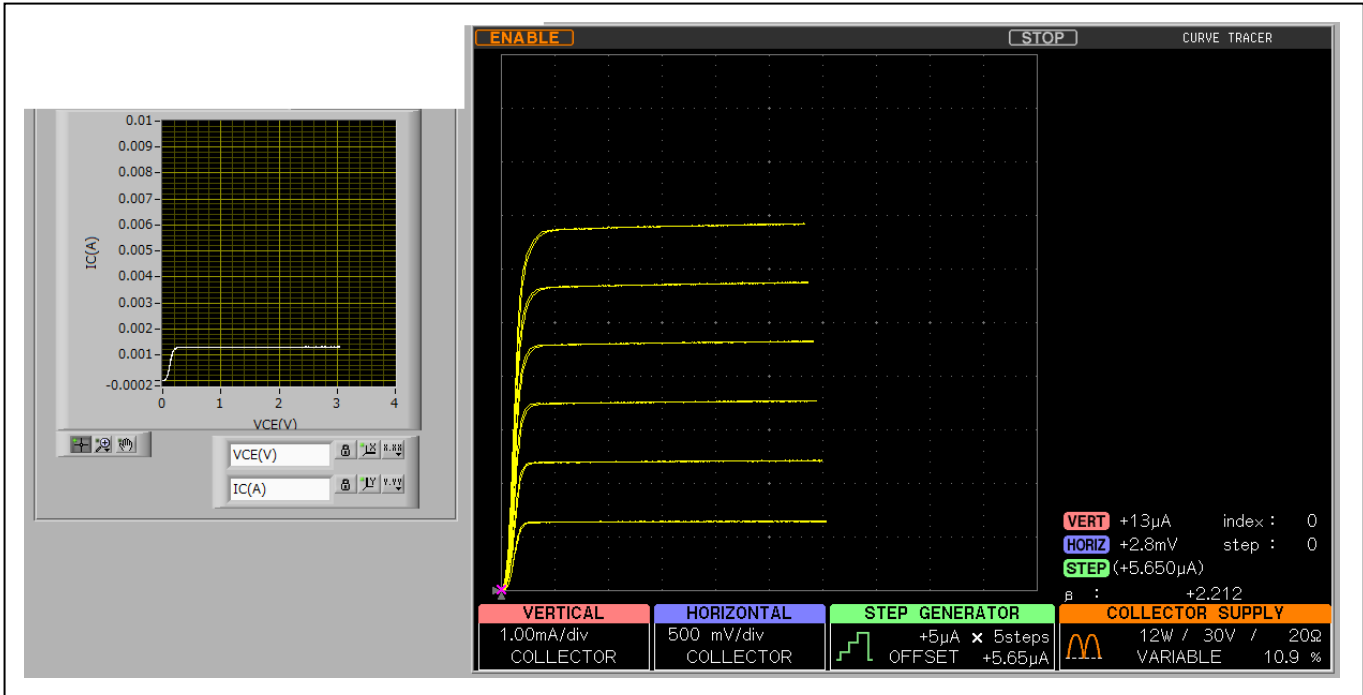 ENABLE STOP CURVE TRACER
0.01
0.009
0.008
0.007
0.006
0.005
0.004
0.003
0.002
0.001
-0.0002
IC(A)
0 1 2 3 4
VCE(V)
VCE(V) X.XX
IC(A) Y.YY
VERT +13µA index : 0
HORIZ +2.8mV step : 0
STEP (+5.650µA)
β : +2.212
VERTICAL HORIZONTAL STEP GENERATOR COLLECTOR SUPPLY
1.00mA/div 500 mV/div +5µA × 5steps 12W / 30V / 20Ω
COLLECTOR COLLECTOR OFFSET +5.65µA VARIABLE 10.9 %